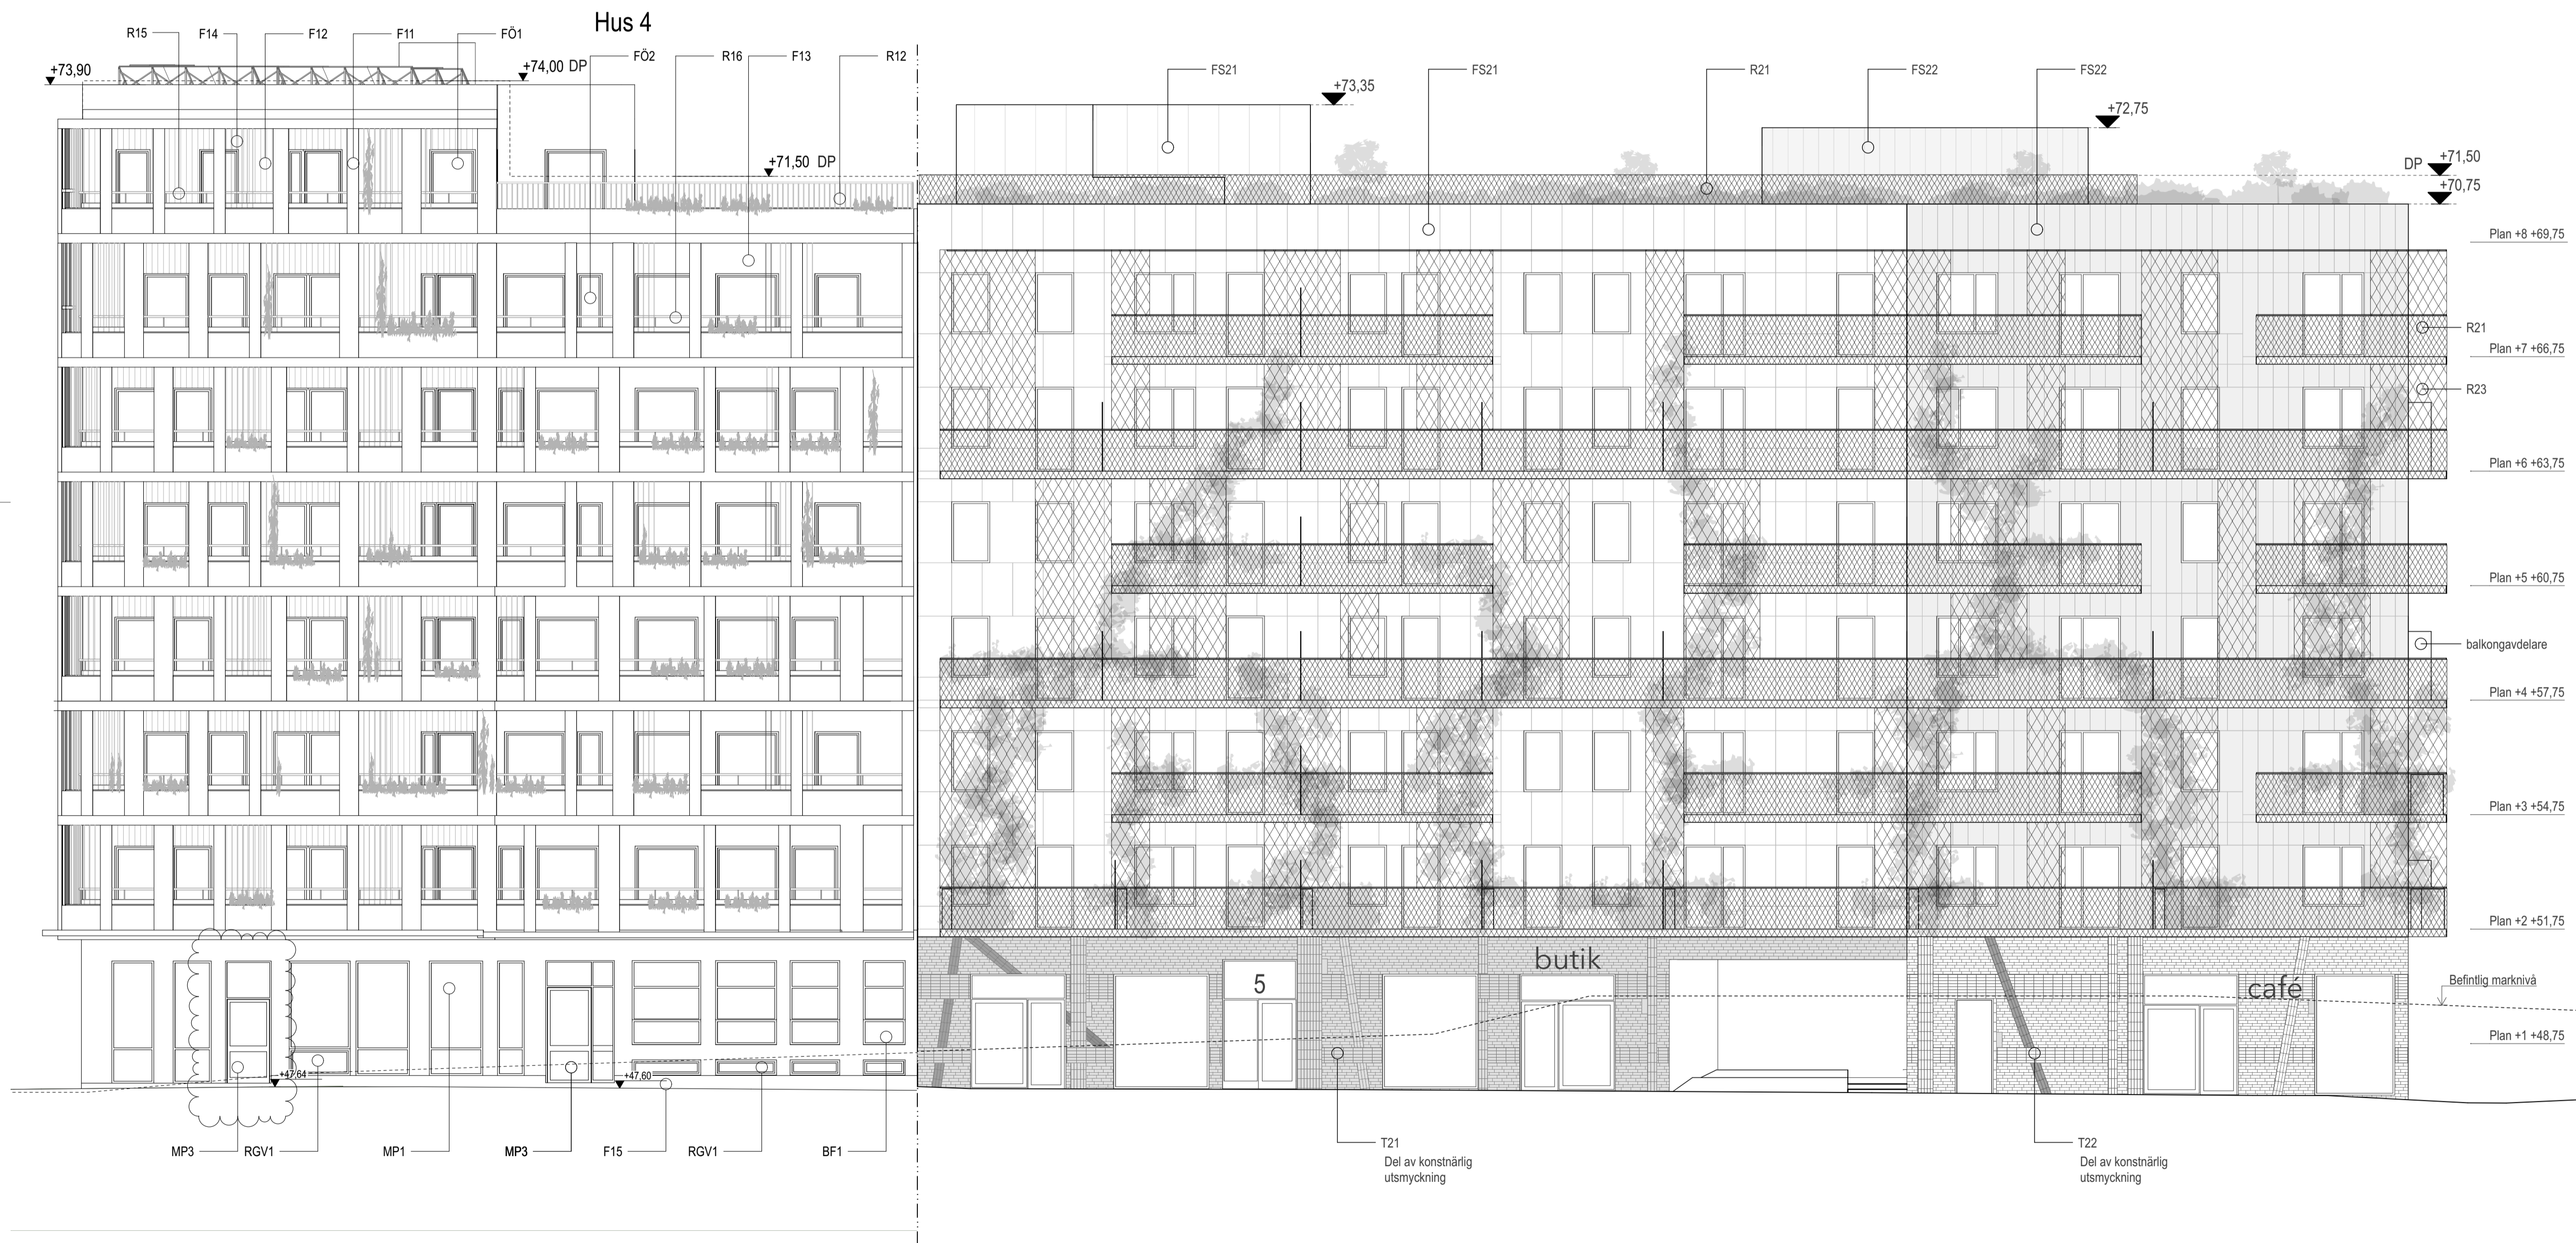 Hus 4
R15
F14
F12
F11
FÖ1
FÖ2
R16
F13
R12
+73,90
+74,00 DP
+71,50 DP
FS21
+73,35
FS21
R21
FS22
+72,75
FS22
DP +71,50
+70,75
Plan +8 +69,75
R21
Plan +7 +66,75
R23
Plan +6 +63,75
Plan +5 +60,75
balkongavdelare
Plan +4 +57,75
Plan +3 +54,75
Plan +2 +51,75
butik
5
café
Befintlig marknivå
Plan +1 +48,75
+47,64
+47,60
MP3
RGV1
MP1
MP3
F15
RGV1
BF1
T21
Del av konstnärlig
utsmyckning
T22
Del av konstnärlig
utsmyckning